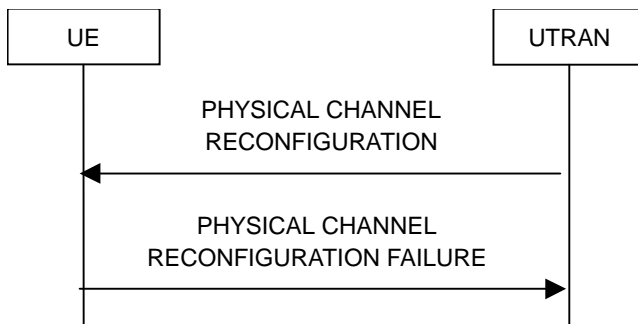 UE
UTRAN
PHYSICAL CHANNEL
RECONFIGURATION
PHYSICAL CHANNEL
RECONFIGURATION FAILURE